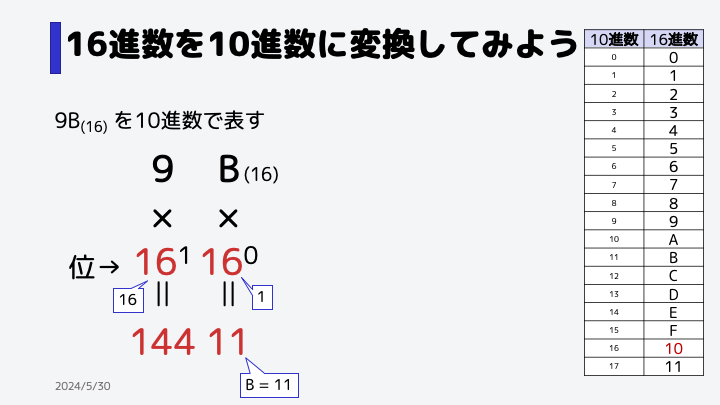 16進数を10進数に変換してみよう
9B(16) を10進数で表す
9 B(16)
× ×
位→ 16¹ 16⁰
16 || || 1
144 11
B = 11
2024/5/30
10進数 16進数
0 0
1 1
2 2
3 3
4 4
5 5
6 6
7 7
8 8
9 9
10 A
11 B
12 C
13 D
14 E
15 F
16 10
17 11